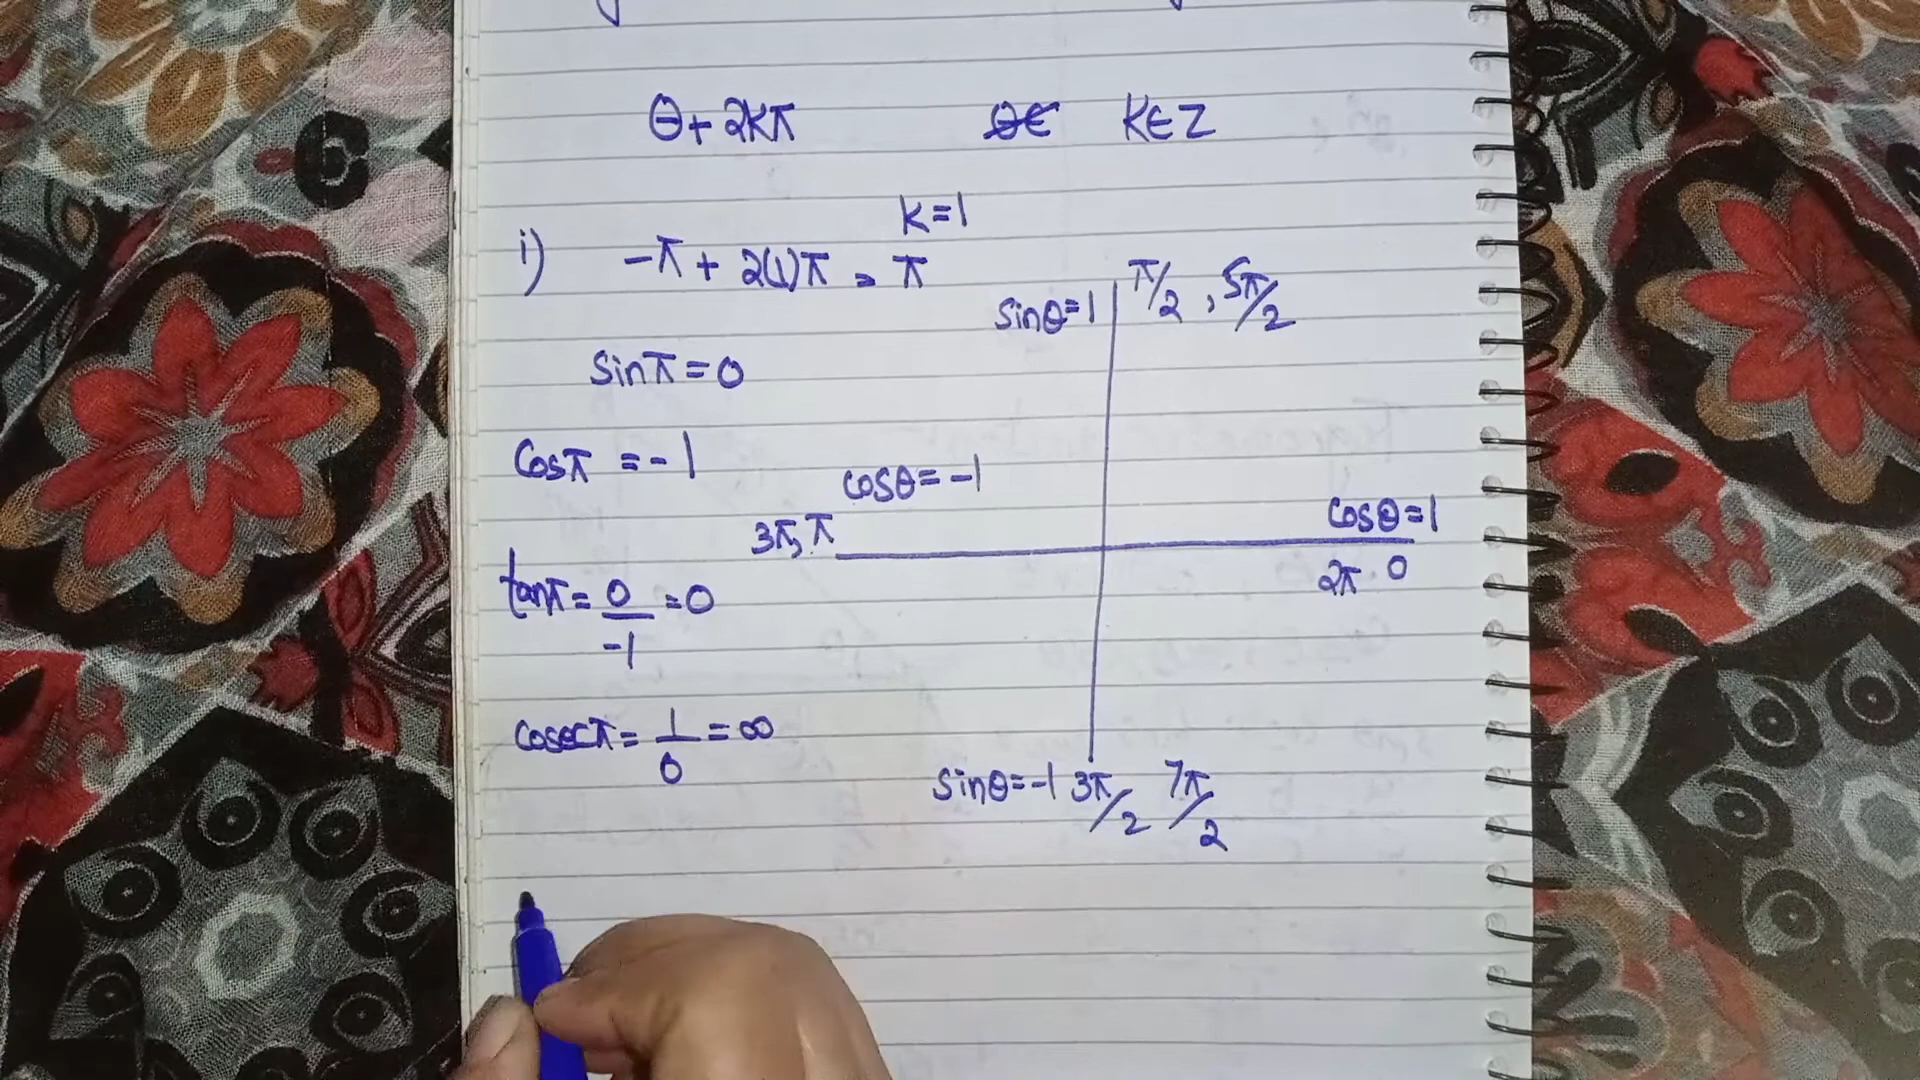 θ+ 2Kπ θ∈ K∈Z
K=1
i) -π + 2(1)π = π
sinθ=1 π/2 , 5π/2
sinπ=0
cosπ =-1
cosθ=-1
cosθ=1
3π, π
2π 0
tanπ= 0/-1 =0
cosecπ= 1/0 =∞
sinθ=-1 3π/2 7π/2